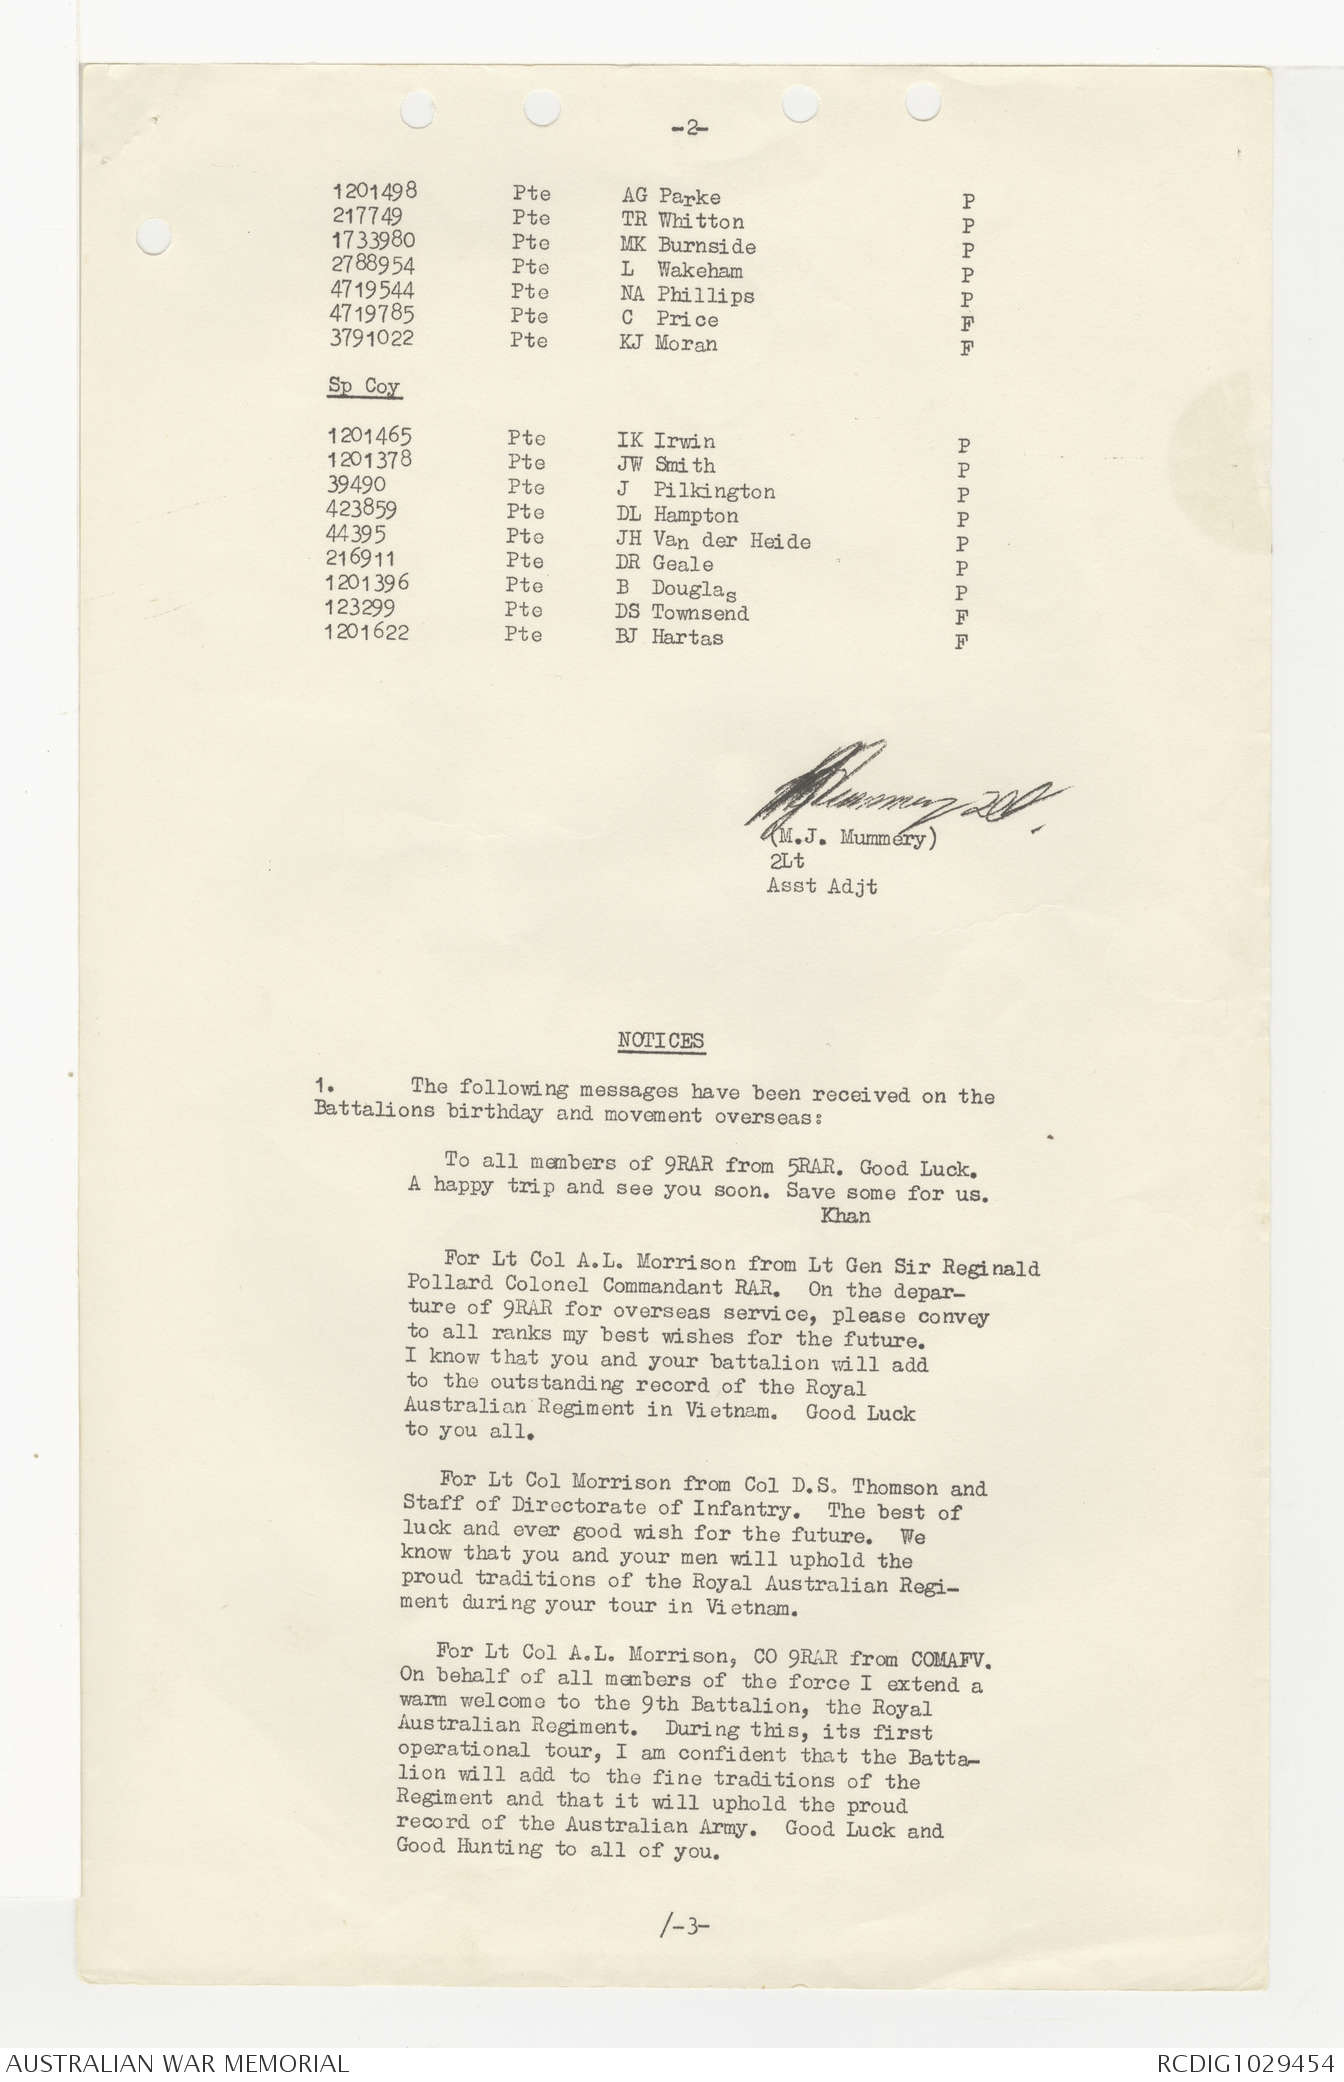 -2-
1201498 Pte AG Parke P
217749 Pte TR Whitton P
1733980 Pte MK Burnside P
2788954 Pte L Wakeham P
4719544 Pte NA Phillips P
4719785 Pte C Price F
3791022 Pte KJ Moran F
Sp Coy
1201465 Pte IK Irwin P
1201378 Pte JW Smith P
39490 Pte J Pilkington P
423859 Pte DL Hampton P
44395 Pte JH Van der Heide P
216911 Pte DR Geale P
1201396 Pte B Douglas P
123299 Pte DS Townsend F
1201622 Pte BJ Hartas F
Mummery 2Lt.
(M.J. Mummery)
2Lt
Asst Adjt
NOTICES
1. The following messages have been received on the
Battalions birthday and movement overseas:
To all members of 9RAR from 5RAR. Good Luck.
A happy trip and see you soon. Save some for us.
Khan
For Lt Col A.L. Morrison from Lt Gen Sir Reginald
Pollard Colonel Commandant RAR. On the depar-
ture of 9RAR for overseas service, please convey
to all ranks my best wishes for the future.
I know that you and your battalion will add
to the outstanding record of the Royal
Australian Regiment in Vietnam. Good Luck
to you all.
For Lt Col Morrison from Col D.S. Thomson and
Staff of Directorate of Infantry. The best of
luck and ever good wish for the future. We
know that you and your men will uphold the
proud traditions of the Royal Australian Regi-
ment during your tour in Vietnam.
For Lt Col A.L. Morrison, CO 9RAR from COMAFV.
On behalf of all members of the force I extend a
warm welcome to the 9th Battalion, the Royal
Australian Regiment. During this, its first
operational tour, I am confident that the Batta-
lion will add to the fine traditions of the
Regiment and that it will uphold the proud
record of the Australian Army. Good Luck and
Good Hunting to all of you.
/-3-
AUSTRALIAN WAR MEMORIAL
RCDIG1029454